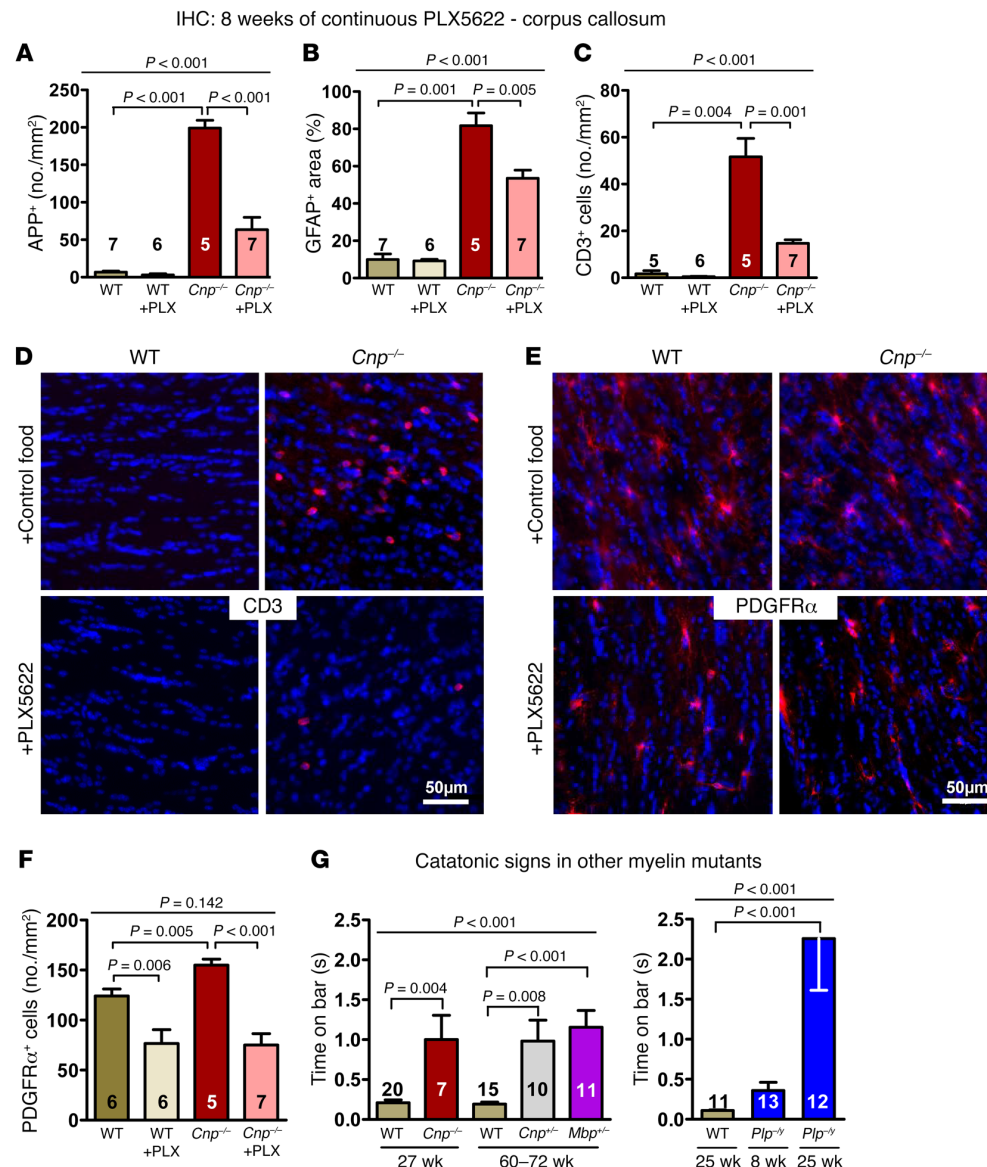 IHC: 8 weeks of continuous PLX5622 - corpus callosum
A
P < 0.001
P < 0.001
P < 0.001
APP⁺ (no./mm²)
250
200
150
100
50
0
7
6
5
7
WT
WT
+PLX
Cnp⁻/⁻
Cnp⁻/⁻
+PLX
B
P < 0.001
P = 0.001
P = 0.005
GFAP⁺ area (%)
100
80
60
40
20
0
7
6
5
7
WT
WT
+PLX
Cnp⁻/⁻
Cnp⁻/⁻
+PLX
C
P < 0.001
P = 0.004
P = 0.001
CD3⁺ cells (no./mm²)
80
60
40
20
0
5
6
5
7
WT
WT
+PLX
Cnp⁻/⁻
Cnp⁻/⁻
+PLX
D
WT
Cnp⁻/⁻
+Control food
CD3
+PLX5622
50μm
E
WT
Cnp⁻/⁻
+Control food
PDGFRα
+PLX5622
50μm
F
P = 0.142
P = 0.005
P < 0.001
P = 0.006
PDGFRα⁺ cells (no./mm²)
200
150
100
50
0
6
6
5
7
WT
WT
+PLX
Cnp⁻/⁻
Cnp⁻/⁻
+PLX
G
Catatonic signs in other myelin mutants
P < 0.001
P < 0.001
P = 0.004
P = 0.008
Time on bar (s)
2.5
2.0
1.5
1.0
0.5
0.0
20
7
15
10
11
WT
Cnp⁻/⁻
WT
Cnp⁺/⁻
Mbp⁺/⁻
27 wk
60–72 wk
P < 0.001
P < 0.001
Time on bar (s)
2.5
2.0
1.5
1.0
0.5
0.0
11
13
12
WT
Plp⁻/y
Plp⁻/y
25 wk
8 wk
25 wk